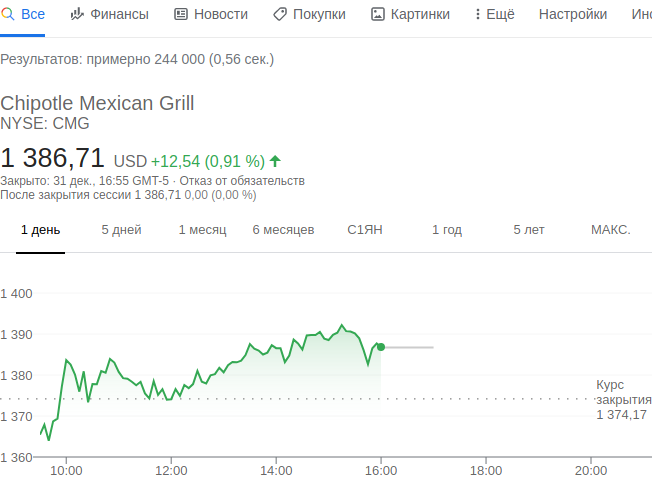 Все Финансы Новости Покупки Картинки Ещё Настройки Инс
Результатов: примерно 244 000 (0,56 сек.)
Chipotle Mexican Grill
NYSE: CMG
1 386,71 USD +12,54 (0,91 %)
Закрыто: 31 дек., 16:55 GMT-5 · Отказ от обязательств
После закрытия сессии 1 386,71 0,00 (0,00 %)
1 день 5 дней 1 месяц 6 месяцев С1ЯН 1 год 5 лет МАКС.
1 400
1 390
1 380
Курс
закрытия
1 374,17
1 370
1 360
10:00 12:00 14:00 16:00 18:00 20:00